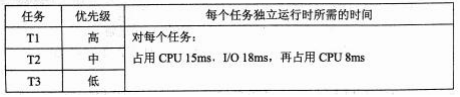 任务 优先级 每个任务独立运行时所需的时间
T1 高 对每个任务：
T2 中 占用 CPU 15ms．I/O 18ms，再占用 CPU 8ms
T3 低